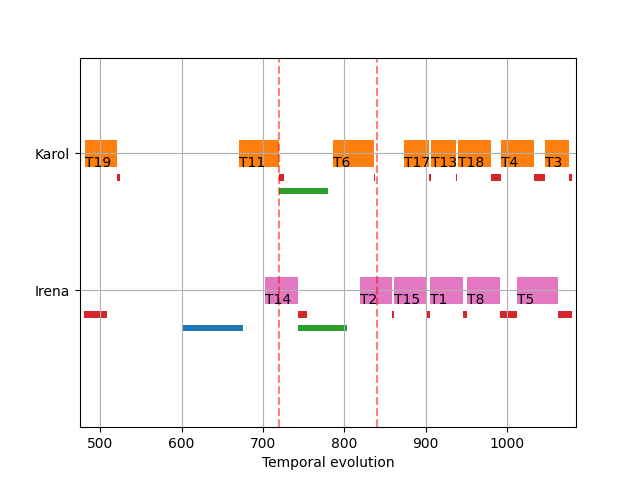 Karol
T19 T11 T6 T17 T13 T18 T4 T3
Irena
T14 T2 T15 T1 T8 T5
500 600 700 800 900 1000
Temporal evolution